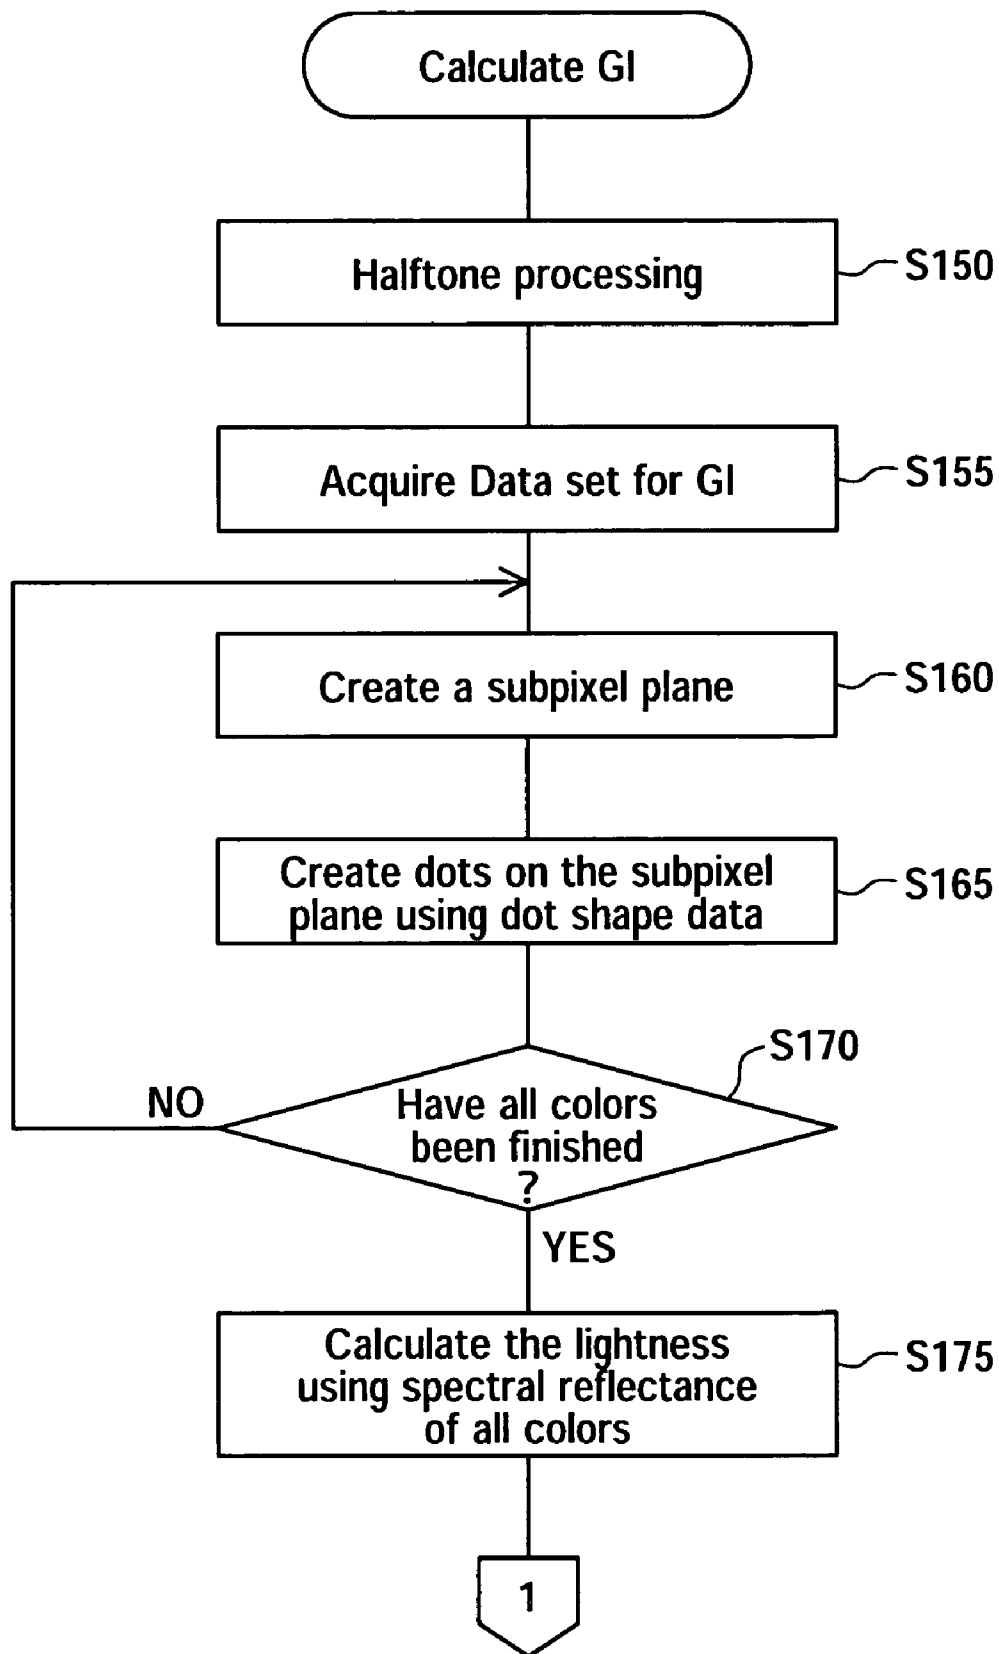 Calculate GI
Halftone processing
S150
Acquire Data set for GI
S155
Create a subpixel plane
S160
Create dots on the subpixel
plane using dot shape data
S165
S170
NO
Have all colors
been finished
?
YES
Calculate the lightness
using spectral reflectance
of all colors
S175
1